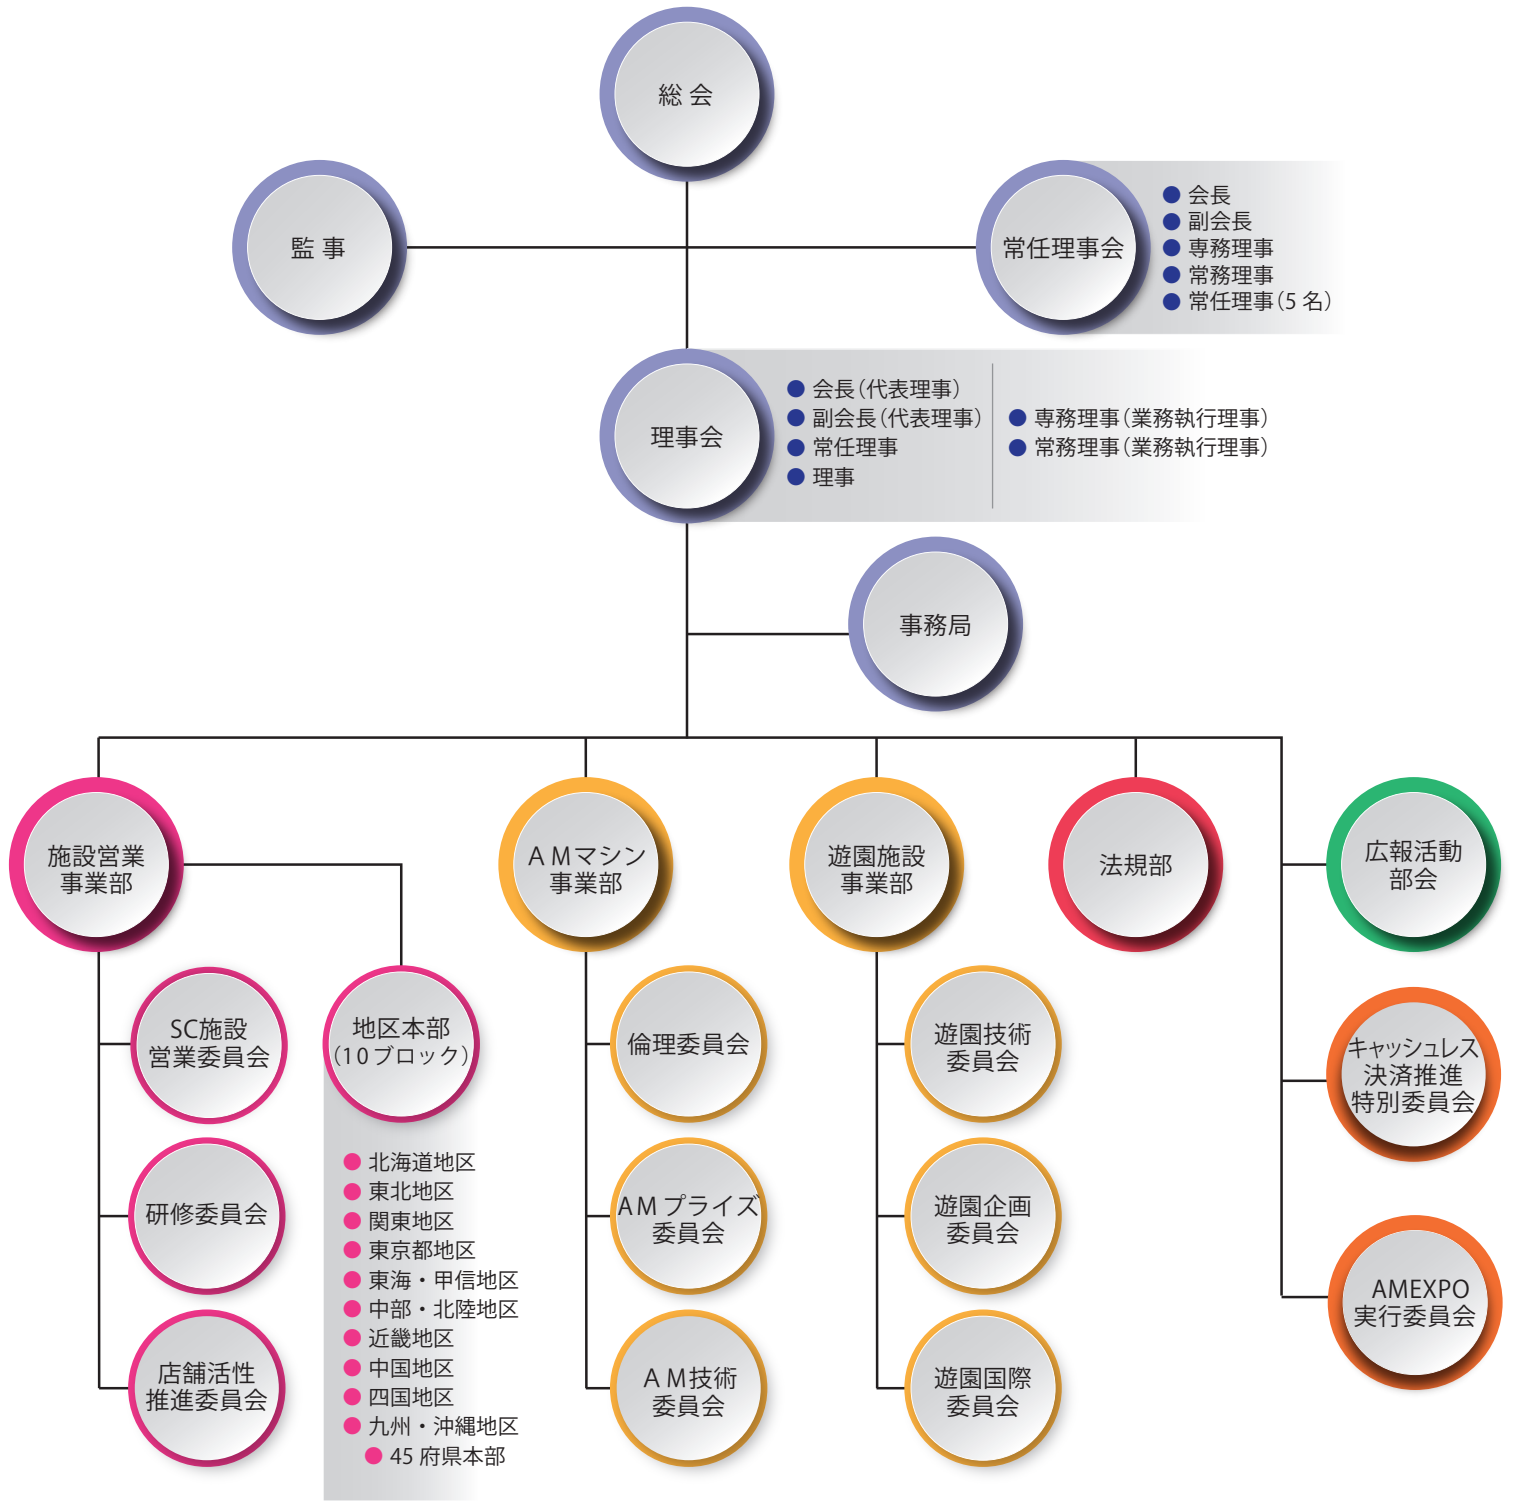 総会
監事
常任理事会
会長
副会長
専務理事
常務理事
常任理事(5名)
理事会
会長(代表理事)
副会長(代表理事)
常任理事
理事
専務理事(業務執行理事)
常務理事(業務執行理事)
事務局
施設営業
事業部
AMマシン
事業部
遊園施設
事業部
法規部
広報活動
部会
SC施設
営業委員会
研修委員会
店舗活性
推進委員会
地区本部
(10ブロック)
北海道地区
東北地区
関東地区
東京都地区
東海・甲信地区
中部・北陸地区
近畿地区
中国地区
四国地区
九州・沖縄地区
45府県本部
倫理委員会
AMプライズ
委員会
AM技術
委員会
遊園技術
委員会
遊園企画
委員会
遊園国際
委員会
キャッシュレス
決済推進
特別委員会
AMEXPO
実行委員会